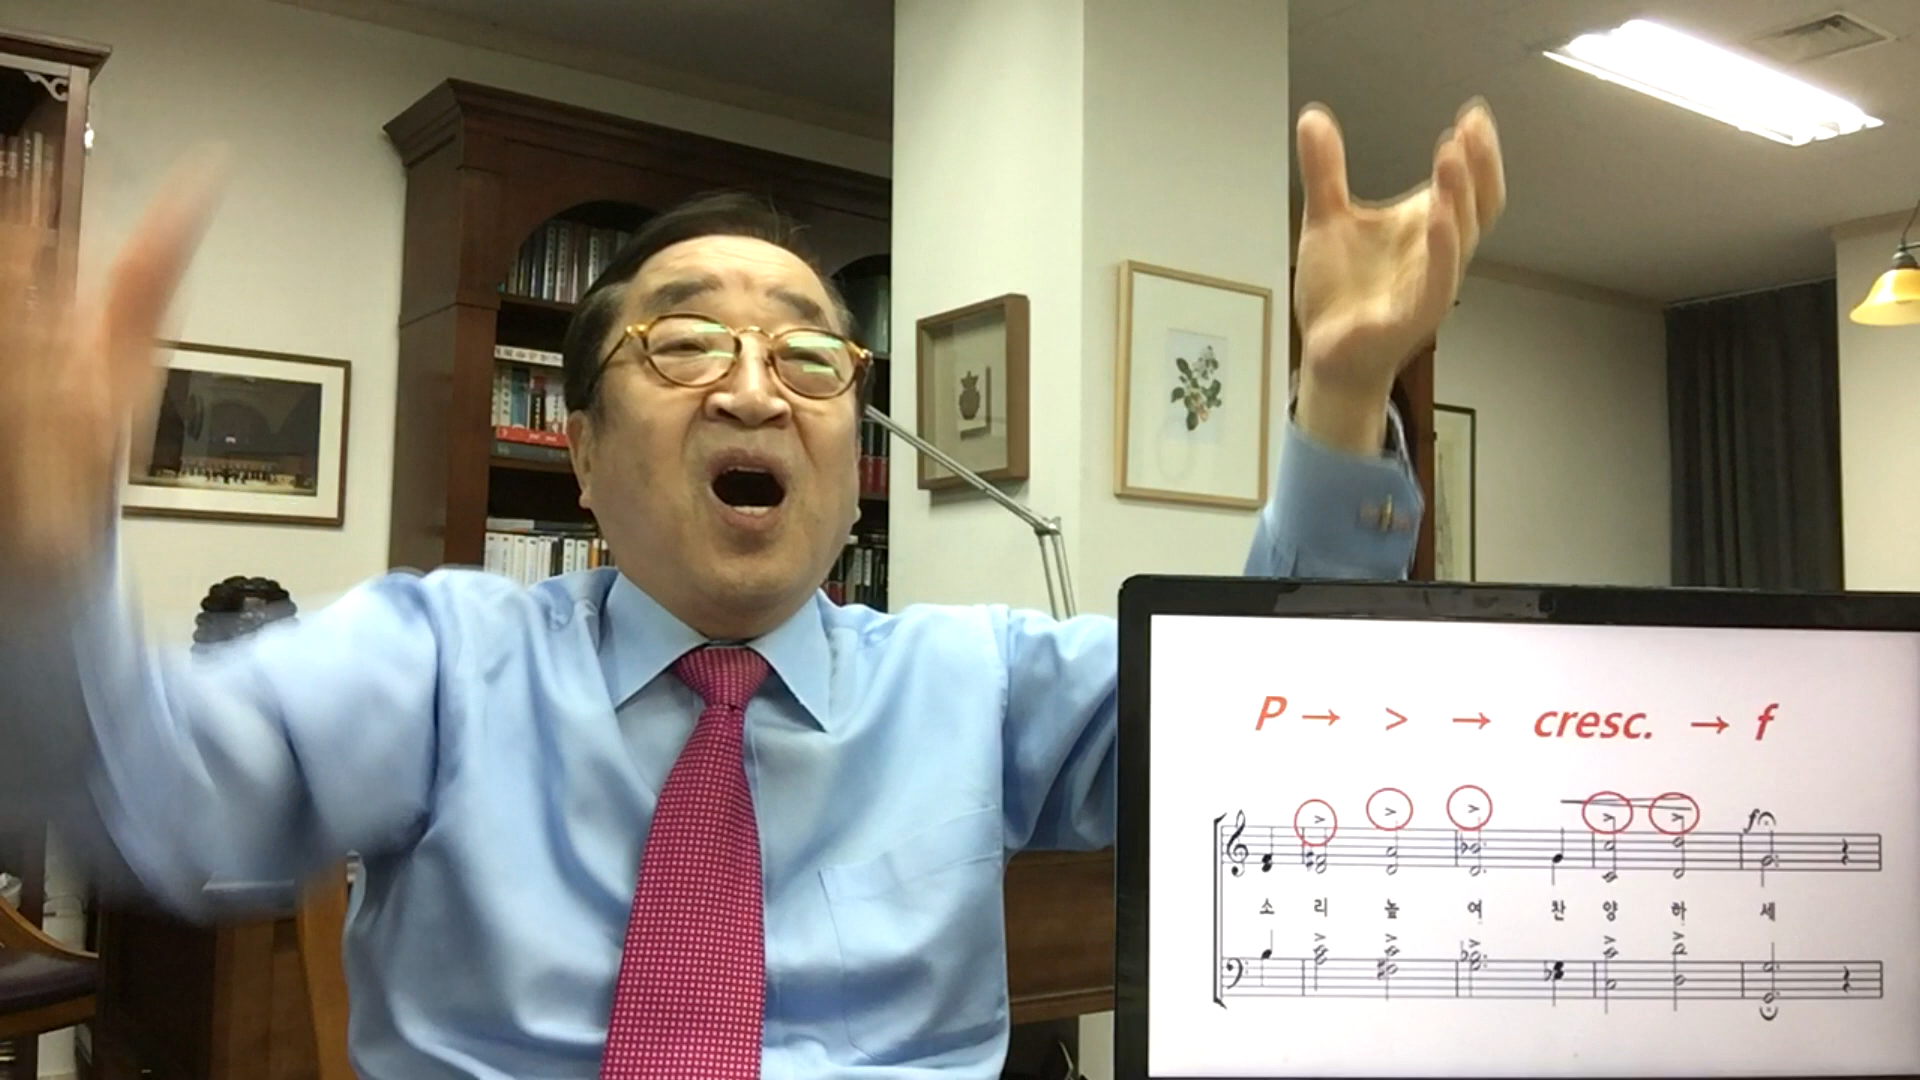 P → > → cresc. → f
f
소 리 높 여 찬 양 하 세